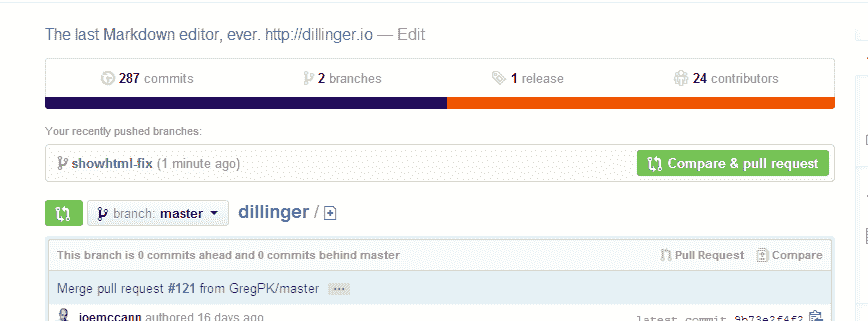 The last Markdown editor, ever. http://dillinger.io — Edit
287 commits 2 branches 1 release 24 contributors
Your recently pushed branches:
showhtml-fix (1 minute ago) Compare & pull request
branch: master dillinger /
This branch is 0 commits ahead and 0 commits behind master Pull Request Compare
Merge pull request #121 from GregPK/master ...
joemccann authored 16 days ago latest commit 9b73e2f4f2